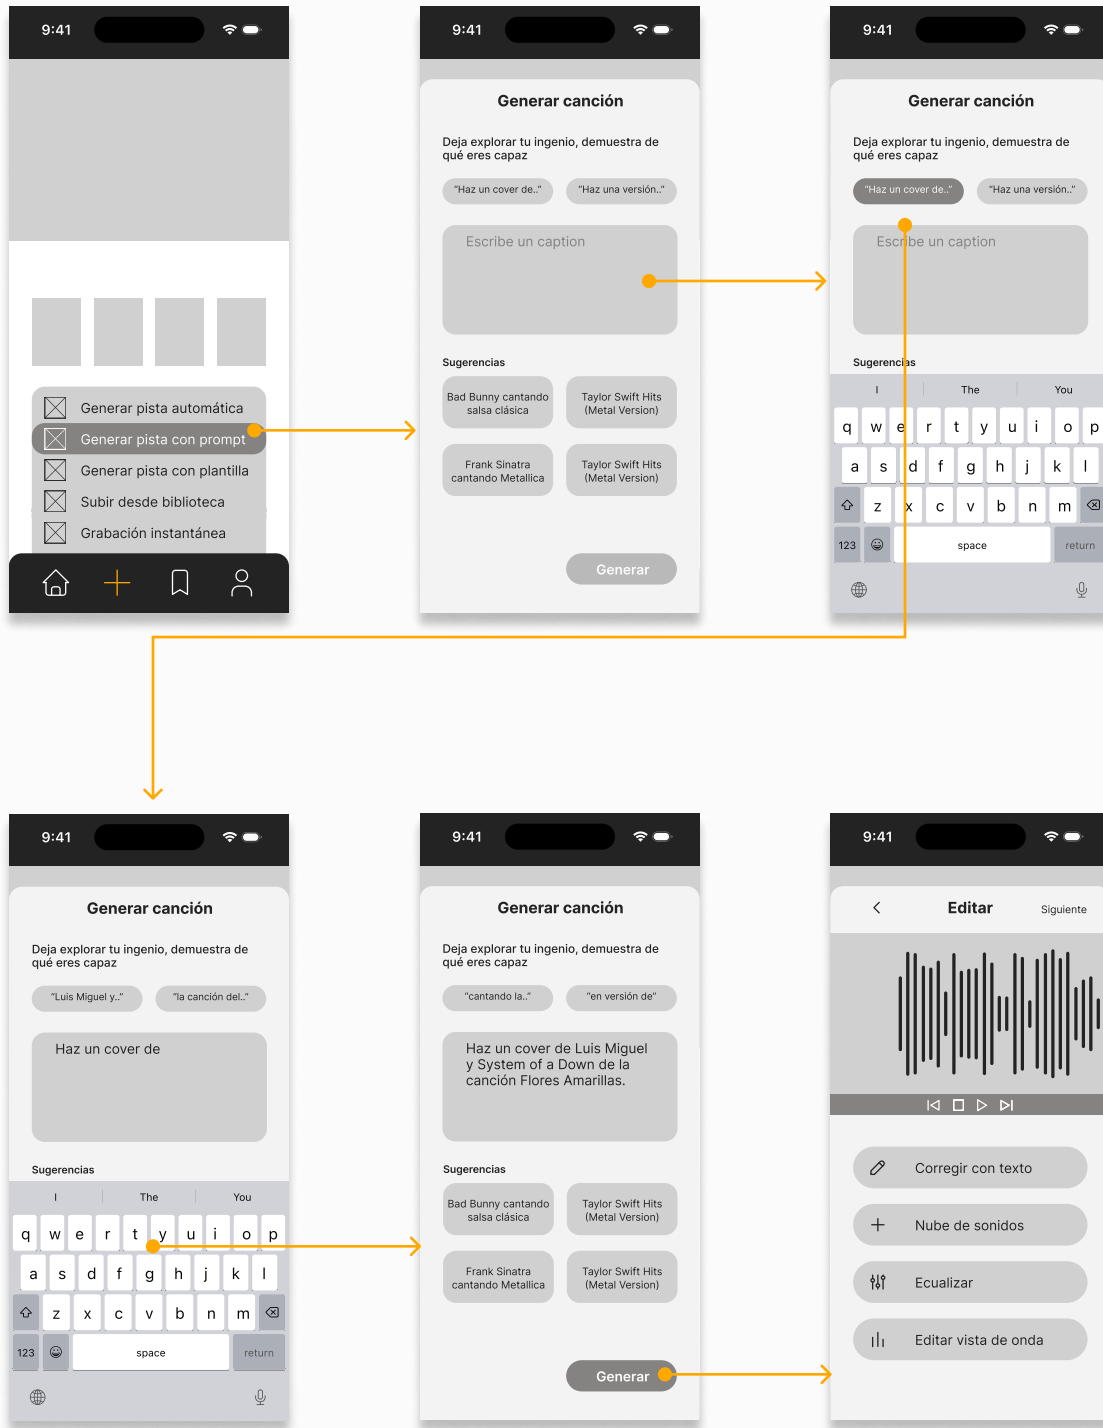 9:41
Generar pista automática
Generar pista con prompt
Generar pista con plantilla
Subir desde biblioteca
Grabación instantánea
9:41
Generar canción
Deja explorar tu ingenio, demuestra de
qué eres capaz
"Haz un cover de.."
"Haz una versión.."
Escribe un caption
Sugerencias
Bad Bunny cantando
salsa clásica
Taylor Swift Hits
(Metal Version)
Frank Sinatra
cantando Metallica
Taylor Swift Hits
(Metal Version)
Generar
9:41
Generar canción
Deja explorar tu ingenio, demuestra de
qué eres capaz
"Haz un cover de.."
"Haz una versión.."
Escribe un caption
Sugerencias
I The You
q w e r t y u i o p
a s d f g h j k l
z x c v b n m
123 space return
9:41
Generar canción
Deja explorar tu ingenio, demuestra de
qué eres capaz
"Luis Miguel y.."
"la canción del.."
Haz un cover de
Sugerencias
I The You
q w e r t y u i o p
a s d f g h j k l
z x c v b n m
123 space return
9:41
Generar canción
Deja explorar tu ingenio, demuestra de
qué eres capaz
"cantando la.."
"en versión de"
Haz un cover de Luis Miguel
y System of a Down de la
canción Flores Amarillas.
Sugerencias
Bad Bunny cantando
salsa clásica
Taylor Swift Hits
(Metal Version)
Frank Sinatra
cantando Metallica
Taylor Swift Hits
(Metal Version)
Generar
9:41
Editar
Siguiente
Corregir con texto
Nube de sonidos
Ecualizar
Editar vista de onda